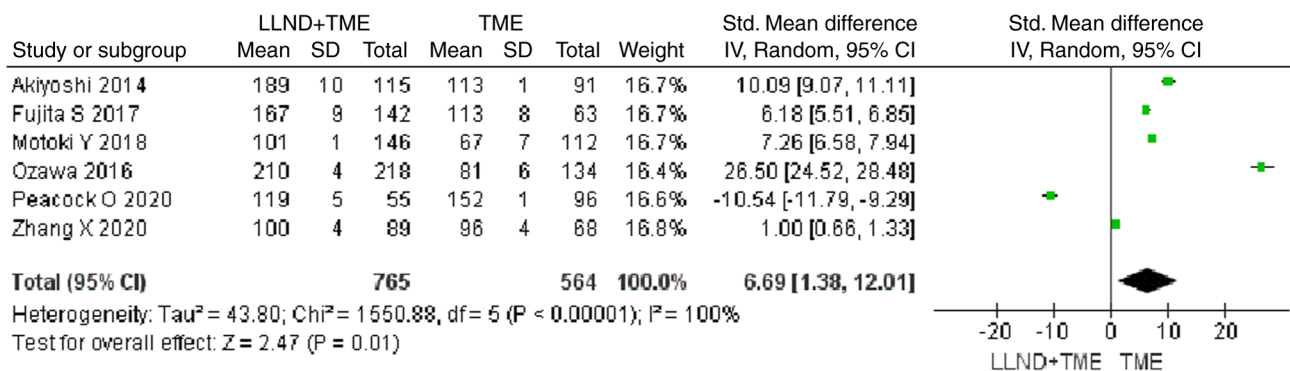 LLND+TME TME Std. Mean difference Std. Mean difference
Study or subgroup Mean SD Total Mean SD Total Weight IV, Random, 95% CI IV, Random, 95% CI
Akiyoshi 2014 189 10 115 113 1 91 16.7% 10.09 [9.07, 11.11]
Fujita S 2017 167 9 142 113 8 63 16.7% 6.18 [5.51, 6.85]
Motoki Y 2018 101 1 146 67 7 112 16.7% 7.26 [6.58, 7.94]
Ozawa 2016 210 4 218 81 6 134 16.4% 26.50 [24.52, 28.48]
Peacock O 2020 119 5 55 152 1 96 16.6% -10.54 [-11.79, -9.29]
Zhang X 2020 100 4 89 96 4 68 16.8% 1.00 [0.66, 1.33]
Total (95% CI) 765 564 100.0% 6.69 [1.38, 12.01]
Heterogeneity: Tau² = 43.80; Chi² = 1550.88, df = 5 (P < 0.00001); I² = 100%
Test for overall effect: Z = 2.47 (P = 0.01)
-20 -10 0 10 20
LLND+TME TME